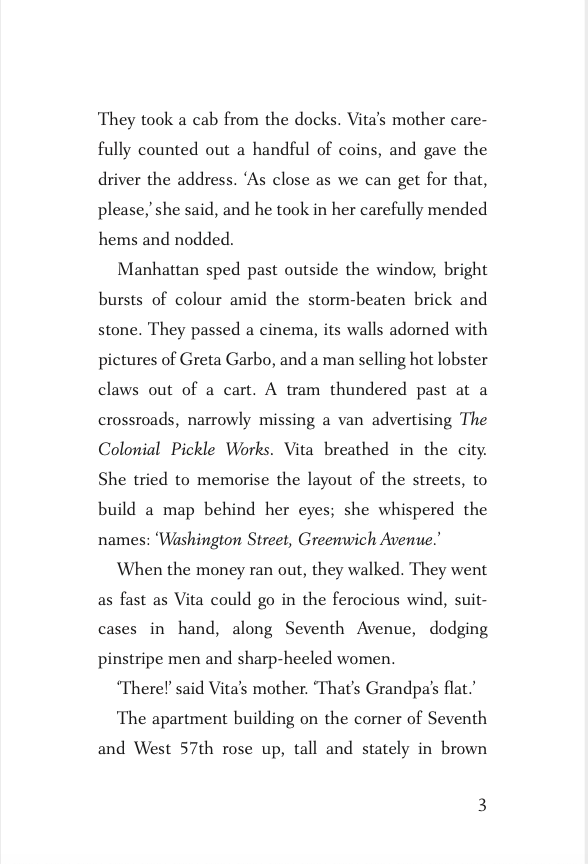 They took a cab from the docks. Vita’s mother care-
fully counted out a handful of coins, and gave the
driver the address. ‘As close as we can get for that,
please,’ she said, and he took in her carefully mended
hems and nodded.
Manhattan sped past outside the window, bright
bursts of colour amid the storm-beaten brick and
stone. They passed a cinema, its walls adorned with
pictures of Greta Garbo, and a man selling hot lobster
claws out of a cart. A tram thundered past at a
crossroads, narrowly missing a van advertising The
Colonial Pickle Works. Vita breathed in the city.
She tried to memorise the layout of the streets, to
build a map behind her eyes; she whispered the
names: ‘Washington Street, Greenwich Avenue.’
When the money ran out, they walked. They went
as fast as Vita could go in the ferocious wind, suit-
cases in hand, along Seventh Avenue, dodging
pinstripe men and sharp-heeled women.
‘There!’ said Vita’s mother. ‘That’s Grandpa’s flat.’
The apartment building on the corner of Seventh
and West 57th rose up, tall and stately in brown
3